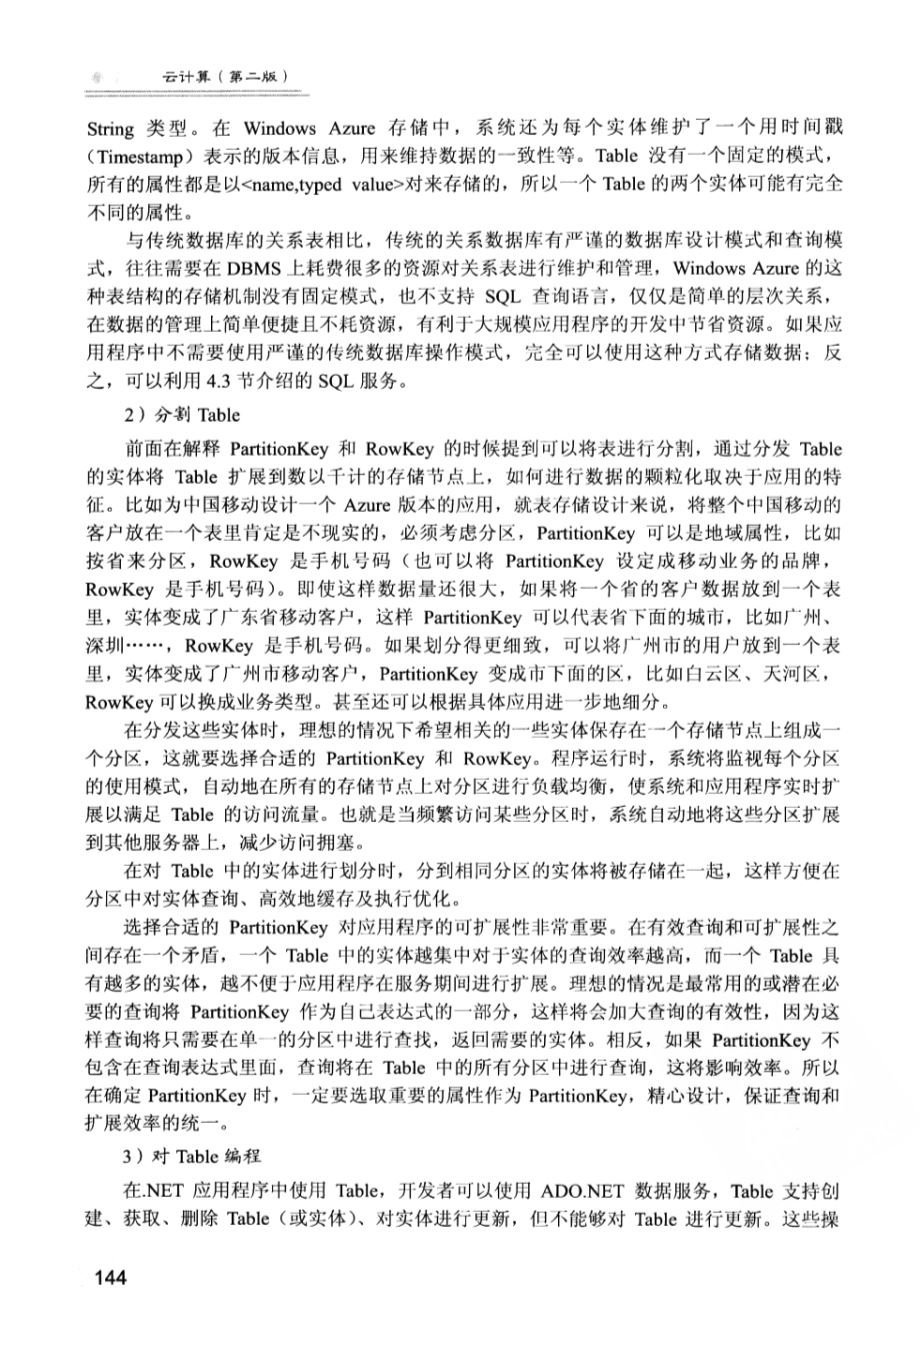 云计算（第二版）
String 类型。在 Windows Azure 存储中，系统还为每个实体维护了一个用时间戳
（Timestamp）表示的版本信息，用来维持数据的一致性等。Table 没有一个固定的模式，
所有的属性都是以<name,typed value>对来存储的，所以一个 Table 的两个实体可能有完全
不同的属性。
与传统数据库的关系表相比，传统的关系数据库有严谨的数据库设计模式和查询模
式，往往需要在 DBMS 上耗费很多的资源对关系表进行维护和管理，Windows Azure 的这
种表结构的存储机制没有固定模式，也不支持 SQL 查询语言，仅仅是简单的层次关系，
在数据的管理上简单便捷且不耗资源，有利于大规模应用程序的开发中节省资源。如果应
用程序中不需要使用严谨的传统数据库操作模式，完全可以使用这种方式存储数据；反
之，可以利用 4.3 节介绍的 SQL 服务。
2）分割 Table
前面在解释 PartitionKey 和 RowKey 的时候提到可以将表进行分割，通过分发 Table
的实体将 Table 扩展到数以千计的存储节点上，如何进行数据的颗粒化取决于应用的特
征。比如为中国移动设计一个 Azure 版本的应用，就表存储设计来说，将整个中国移动的
客户放在一个表里肯定是不现实的，必须考虑分区，PartitionKey 可以是地域属性，比如
按省来分区，RowKey 是手机号码（也可以将 PartitionKey 设定成移动业务的品牌，
RowKey 是手机号码）。即使这样数据量还很大，如果将一个省的客户数据放到一个表
里，实体变成了广东省移动客户，这样 PartitionKey 可以代表省下面的城市，比如广州、
深圳……，RowKey 是手机号码。如果划分得更细致，可以将广州市的用户放到一个表
里，实体变成了广州市移动客户，PartitionKey 变成市下面的区，比如白云区、天河区，
RowKey 可以换成业务类型。甚至还可以根据具体应用进一步地细分。
在分发这些实体时，理想的情况下希望相关的一些实体保存在一个存储节点上组成一
个分区，这就要选择合适的 PartitionKey 和 RowKey。程序运行时，系统将监视每个分区
的使用模式，自动地在所有的存储节点上对分区进行负载均衡，使系统和应用程序实时扩
展以满足 Table 的访问流量。也就是当频繁访问某些分区时，系统自动地将这些分区扩展
到其他服务器上，减少访问拥塞。
在对 Table 中的实体进行划分时，分到相同分区的实体将被存储在一起，这样方便在
分区中对实体查询、高效地缓存及执行优化。
选择合适的 PartitionKey 对应用程序的可扩展性非常重要。在有效查询和可扩展性之
间存在一个矛盾，一个 Table 中的实体越集中对于实体的查询效率越高，而一个 Table 具
有越多的实体，越不便于应用程序在服务期间进行扩展。理想的情况是最常用的或潜在必
要的查询将 PartitionKey 作为自己表达式的一部分，这样将会加大查询的有效性，因为这
样查询将只需要在单一的分区中进行查找，返回需要的实体。相反，如果 PartitionKey 不
包含在查询表达式里面，查询将在 Table 中的所有分区中进行查询，这将影响效率。所以
在确定 PartitionKey 时，一定要选取重要的属性作为 PartitionKey，精心设计，保证查询和
扩展效率的统一。
3）对 Table 编程
在.NET 应用程序中使用 Table，开发者可以使用 ADO.NET 数据服务，Table 支持创
建、获取、删除 Table（或实体）、对实体进行更新，但不能够对 Table 进行更新。这些操
144